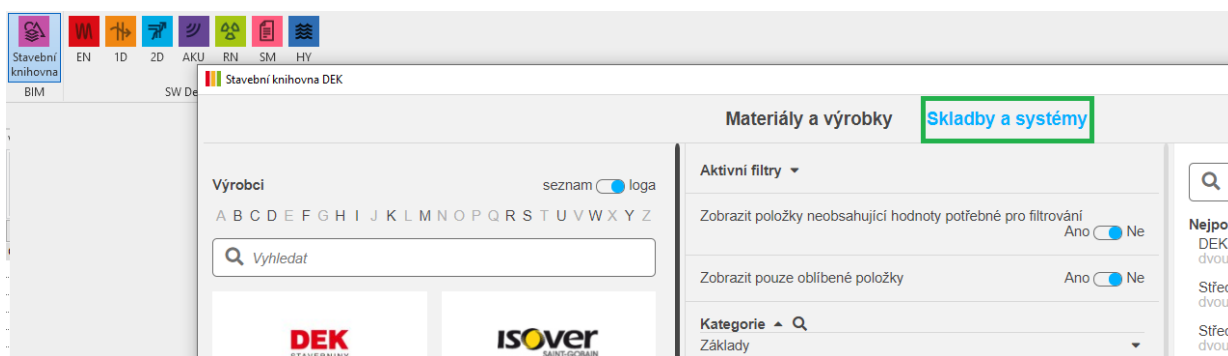 Stavební knihovna
EN 1D 2D AKU RN SM HY
BIM
SW De
Stavební knihovna DEK
Materiály a výrobky Skladby a systémy
Výrobci seznam loga
A B C D E F G H I J K L M N O P Q R S T U V W X Y Z
Vyhledat
DEK
STAVEBNINY
ISOVER
SAINT-GOBAIN
Aktivní filtry
Zobrazit položky neobsahující hodnoty potřebné pro filtrování
Ano Ne
Zobrazit pouze oblíbené položky Ano Ne
Kategorie
Základy
Nejpo
DEK
dvou
Střed
dvou
Střed
dvou